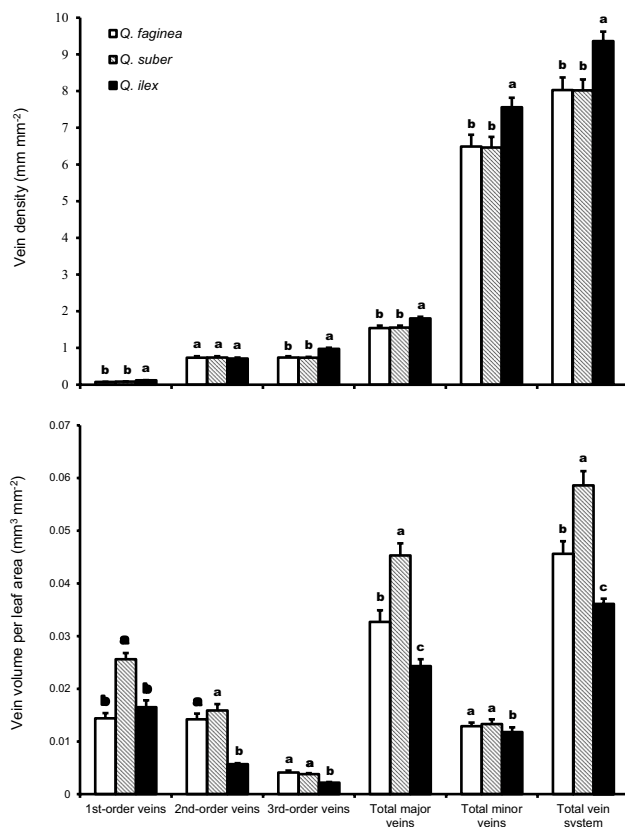 10
9
8
7
6
5
4
3
2
1
0
Vein density (mm mm⁻²)
Q. faginea
Q. suber
Q. ilex
b b a
a a a
b b a
b b a
b b a
b b a
0.07
0.06
0.05
0.04
0.03
0.02
0.01
0
Vein volume per leaf area (mm³ mm⁻²)
b a b
a a b
a a b
b a c
a a b
b a c
1st-order veins 2nd-order veins 3rd-order veins Total major Total minor Total vein
veins veins system